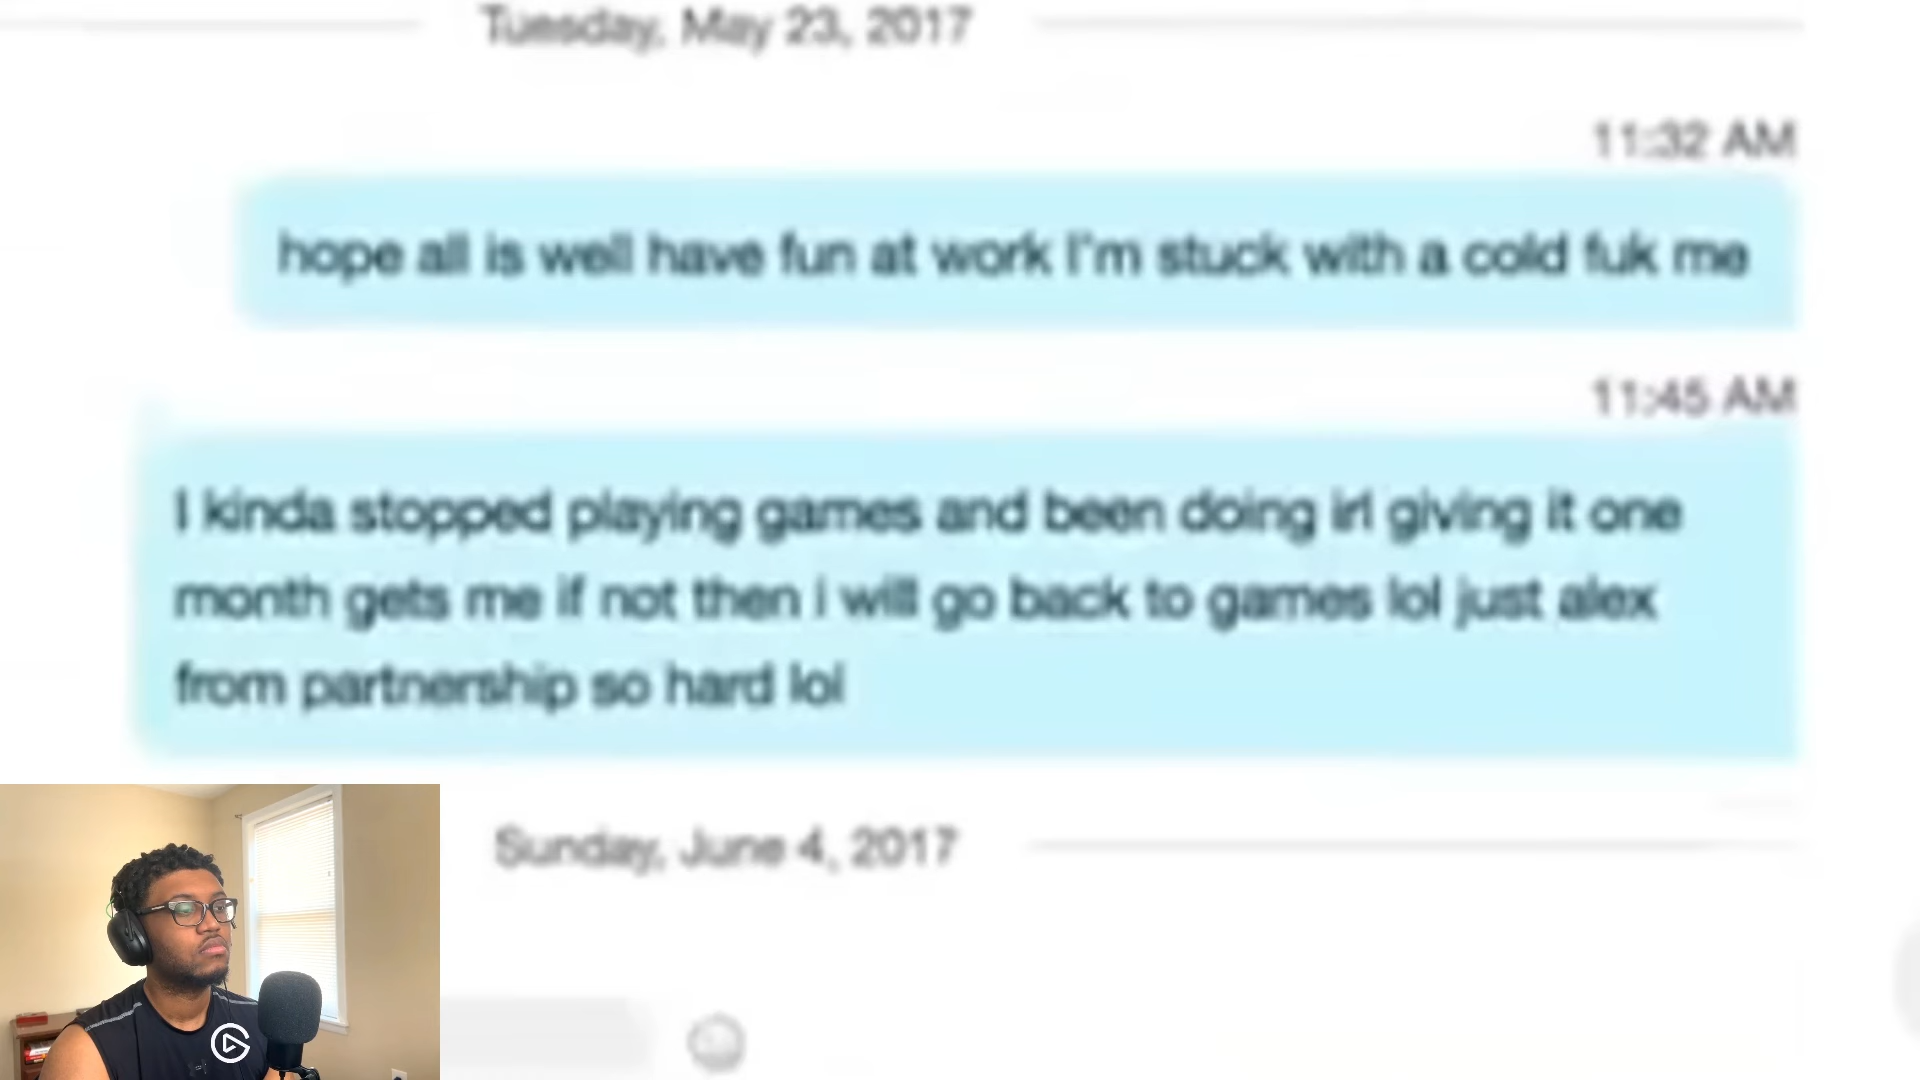 Tuesday, May 23, 2017
11:32 AM
hope all is well have fun at work I'm stuck with a cold fuk me
11:45 AM
I kinda stopped playing games and been doing irl giving it one
month gets me if not then i will go back to games lol just alex
from partnership so hard lol
Sunday, June 4, 2017